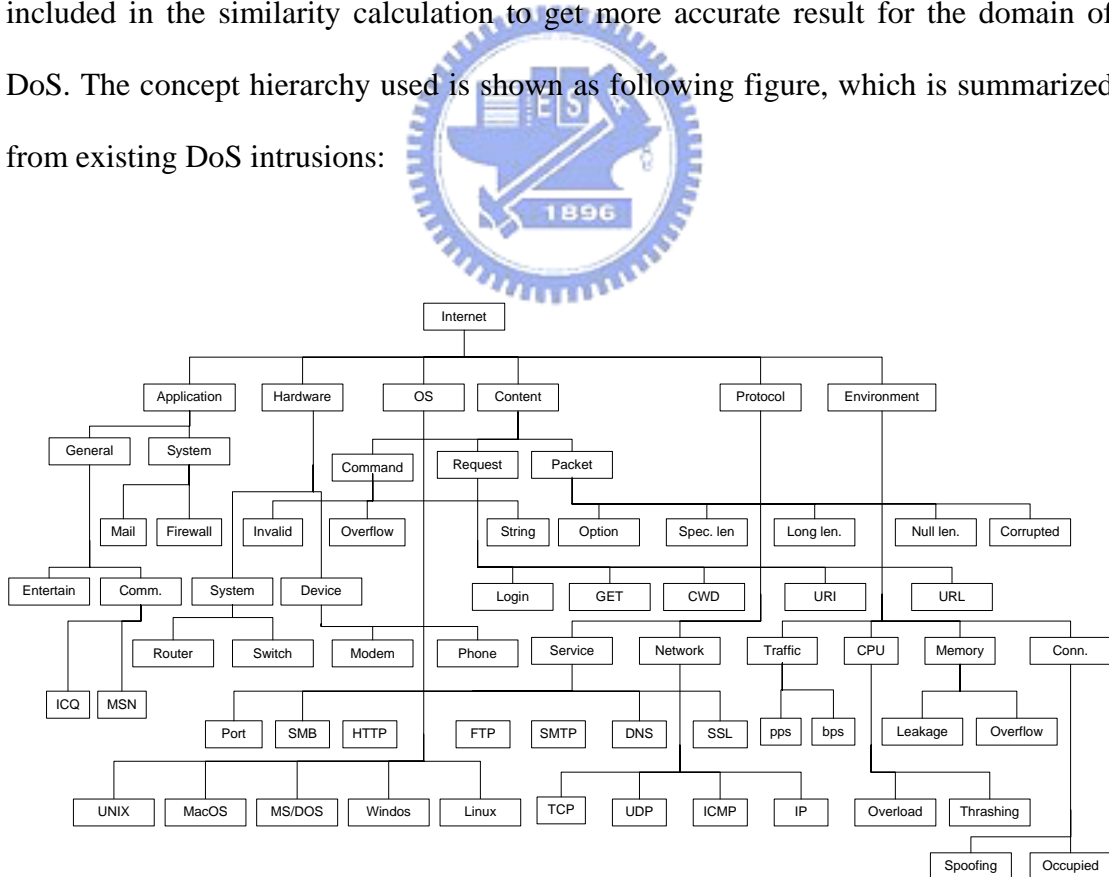 included in the similarity calculation to get more accurate result for the domain of
DoS. The concept hierarchy used is shown as following figure, which is summarized
from existing DoS intrusions:
E S A
1896
Internet
Application Hardware OS Content Protocol Environment
General System
Command Request Packet
Mail Firewall Invalid Overflow String Option Spec. len Long len. Null len. Corrupted
Entertain Comm. System Device Login GET CWD URI URL
Router Switch Modem Phone Service Network Traffic CPU Memory Conn.
ICQ MSN
Port SMB HTTP FTP SMTP DNS SSL pps bps Leakage Overflow
UNIX MacOS MS/DOS Windos Linux TCP UDP ICMP IP Overload Thrashing
Spoofing Occupied